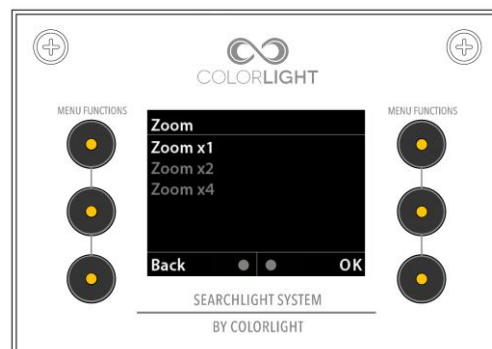 COLORLIGHT
MENU FUNCTIONS
MENU FUNCTIONS
Zoom
Zoom x1
Zoom x2
Zoom x4
Back
OK
SEARCHLIGHT SYSTEM
BY COLORLIGHT